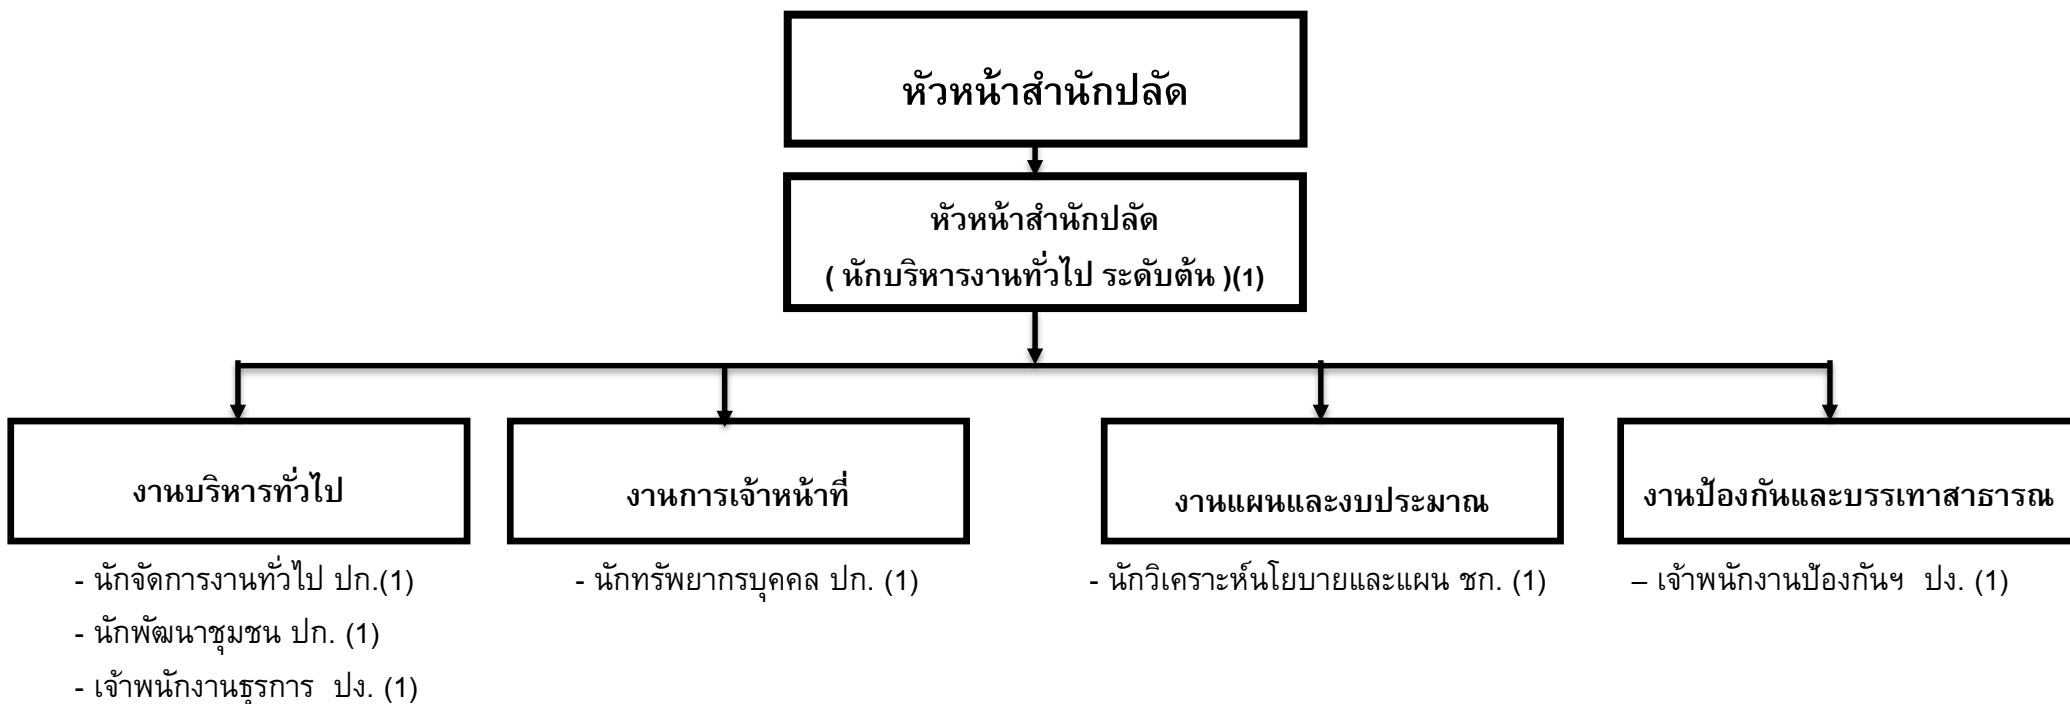 หัวหน้าสำนักปลัด
หัวหน้าสำนักปลัด
( นักบริหารงานทั่วไป ระดับต้น )(1)
งานบริหารทั่วไป
- นักจัดการงานทั่วไป ปก.(1)
- นักพัฒนาชุมชน ปก. (1)
- เจ้าพนักงานธุรการ ปง. (1)
งานการเจ้าหน้าที่
- นักทรัพยากรบุคคล ปก. (1)
งานแผนและงบประมาณ
- นักวิเคราะห์นโยบายและแผน ชก. (1)
งานป้องกันและบรรเทาสาธารณ
– เจ้าพนักงานป้องกันฯ ปง. (1)